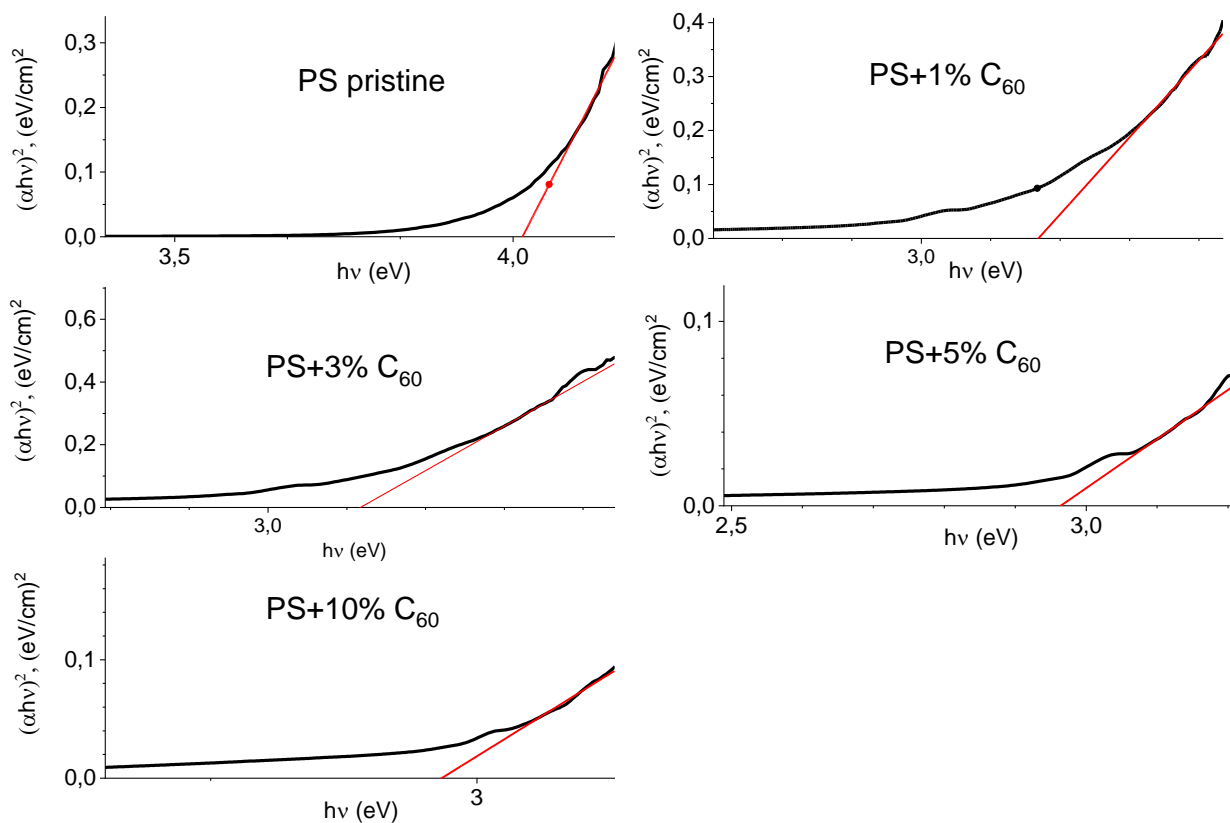 PS pristine
(αhν)², (eV/cm)²
0,3
0,2
0,1
0,0
3,5
4,0
hν (eV)
PS+1% C₆₀
(αhν)², (eV/cm)²
0,4
0,3
0,2
0,1
0,0
3,0
hν (eV)
PS+3% C₆₀
(αhν)², (eV/cm)²
0,6
0,4
0,2
0,0
3,0
hν (eV)
PS+5% C₆₀
(αhν)², (eV/cm)²
0,1
0,0
2,5
3,0
hν (eV)
PS+10% C₆₀
(αhν)², (eV/cm)²
0,1
0,0
3
hν (eV)